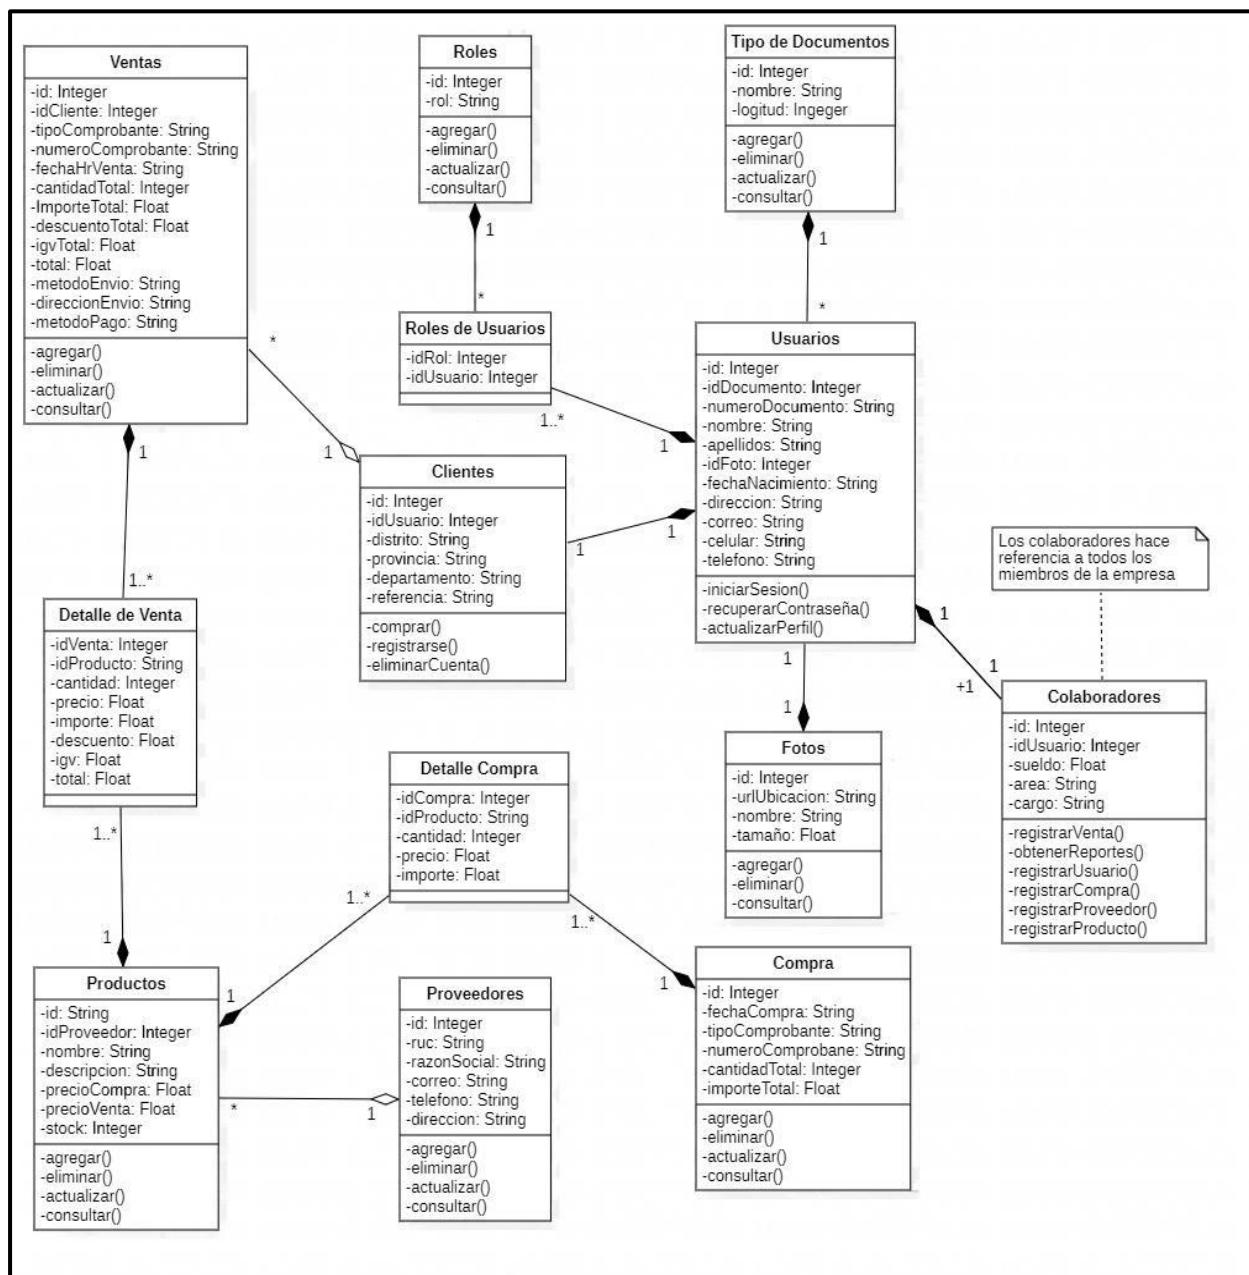 Ventas
-id: Integer
-idCliente: Integer
-tipoComprobante: String
-numeroComprobante: String
-fechaHrVenta: String
-cantidadTotal: Integer
-ImporteTotal: Float
-descuentoTotal: Float
-igvTotal: Float
-total: Float
-metodoEnvio: String
-direccionEnvio: String
-metodoPago: String
-agregar()
-eliminar()
-actualizar()
-consultar()
Roles
-id: Integer
-rol: String
-agregar()
-eliminar()
-actualizar()
-consultar()
Tipo de Documentos
-id: Integer
-nombre: String
-logitud: Ingeger
-agregar()
-eliminar()
-actualizar()
-consultar()
1
*
1
*
Roles de Usuarios
-idRol: Integer
-idUsuario: Integer
1..*
1
Usuarios
-id: Integer
-idDocumento: Integer
-numeroDocumento: String
-nombre: String
-apellidos: String
-idFoto: Integer
-fechaNacimiento: String
-direccion: String
-correo: String
-celular: String
-telefono: String
-iniciarSesion()
-recuperarContraseña()
-actualizarPerfil()
*
1
Clientes
-id: Integer
-idUsuario: Integer
-distrito: String
-provincia: String
-departamento: String
-referencia: String
-comprar()
-registrarse()
-eliminarCuenta()
1
1
Los colaboradores hace
referencia a todos los
miembros de la empresa
1
1..*
Detalle de Venta
-idVenta: Integer
-idProducto: String
-cantidad: Integer
-precio: Float
-importe: Float
-descuento: Float
-igv: Float
-total: Float
1
1
+1
Colaboradores
-id: Integer
-idUsuario: Integer
-sueldo: Float
-area: String
-cargo: String
-registrarVenta()
-obtenerReportes()
-registrarUsuario()
-registrarCompra()
-registrarProveedor()
-registrarProducto()
1
1
Fotos
-id: Integer
-urlUbicacion: String
-nombre: String
-tamaño: Float
-agregar()
-eliminar()
-consultar()
Detalle Compra
-idCompra: Integer
-idProducto: String
-cantidad: Integer
-precio: Float
-importe: Float
1..*
1
1..*
1
1..*
1
Productos
-id: String
-idProveedor: Integer
-nombre: String
-descripcion: String
-precioCompra: Float
-precioVenta: Float
-stock: Integer
-agregar()
-eliminar()
-actualizar()
-consultar()
*
1
Proveedores
-id: Integer
-ruc: String
-razonSocial: String
-correo: String
-telefono: String
-direccion: String
-agregar()
-eliminar()
-actualizar()
-consultar()
Compra
-id: Integer
-fechaCompra: String
-tipoComprobante: String
-numeroComprobane: String
-cantidadTotal: Integer
-importeTotal: Float
-agregar()
-eliminar()
-actualizar()
-consultar()